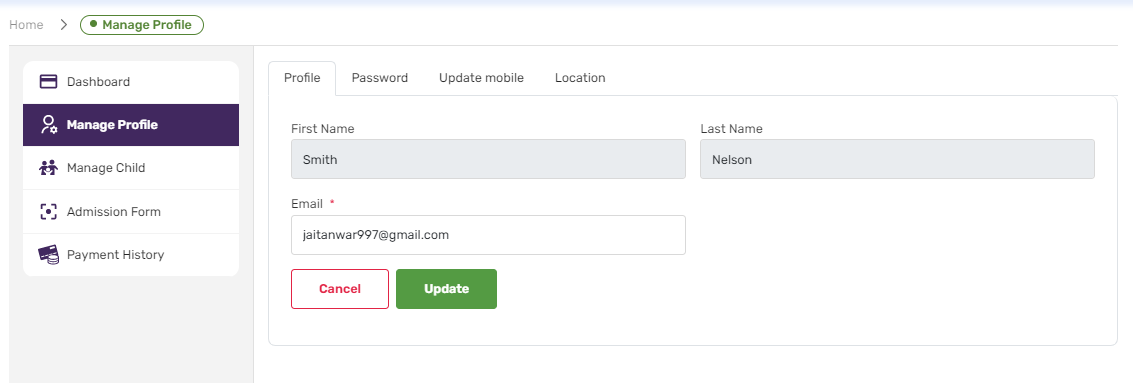 Home > Manage Profile
Dashboard
Manage Profile
Manage Child
Admission Form
Payment History
Profile Password Update mobile Location
First Name Last Name
Smith Nelson
Email *
jaitanwar997@gmail.com
Cancel Update